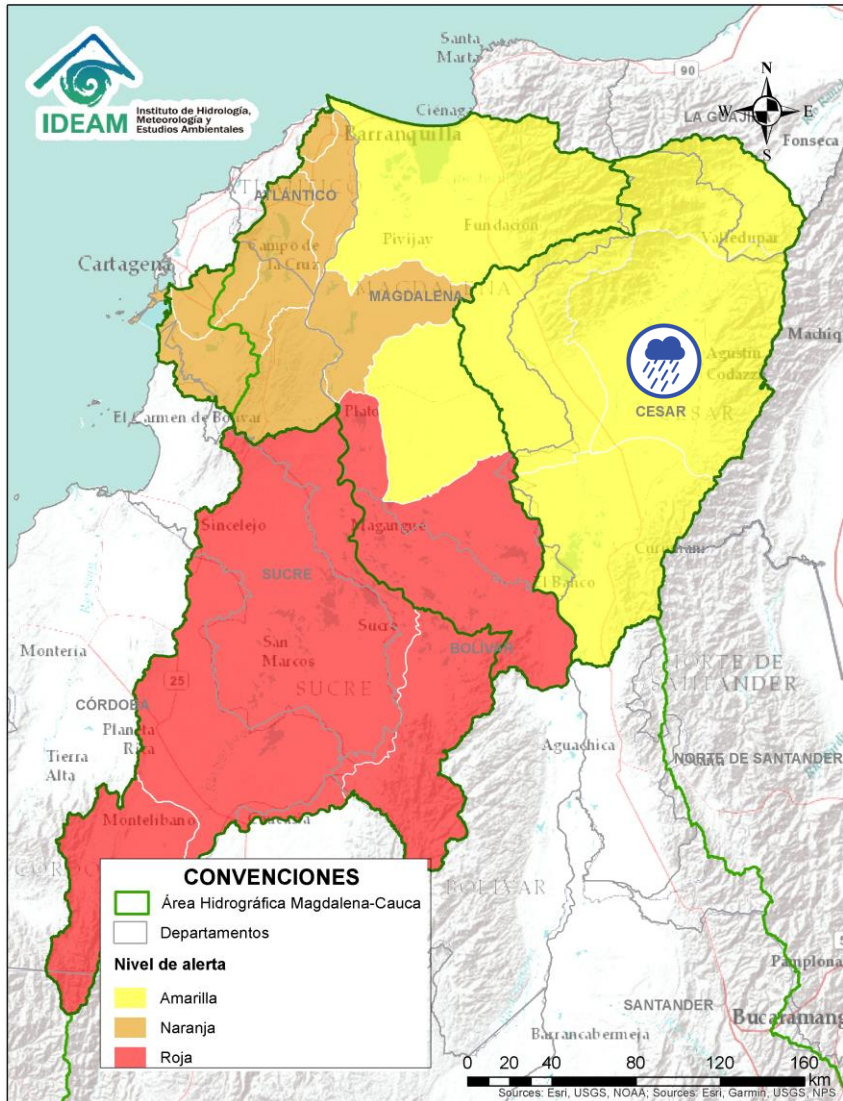 Santa
Marta
Ciénaga
90
N
W
E
S
LA GUAJIRA
Fonseca
IDEAM
Instituto de Hidrología,
Meteorología y
Estudios Ambientales
Barranquilla
ATLÁNTICO
Fundación
Pivijay
Valledupar
Cartagena
Campo de
la Cruz
MAGDALENA
Machiq
Agustín
Codazzi
CESAR
El Carmen de Bolívar
Plato
Sincelejo
Magangué
Curumaní
El Banco
SUCRE
Sucre
Montería
San
Marcos
BOLÍVAR
NORTE DE
SANTANDER
25
SUCRE
CÓRDOBA
Planeta
Rica
Tierra
Alta
Aguachica
NORTE DE SANTANDER
Montelíbano
Caucasia
BOLÍVAR
CONVENCIONES
Área Hidrográfica Magdalena-Cauca
Departamentos
Nivel de alerta
Amarilla
Naranja
Roja
Pamplona
SANTANDER
Bucaramang
Barrancabermeja
0 20 40 80 120 160
km
Sources: Esri, USGS, NOAA; Sources: Esri, Garmin, USGS, NPS